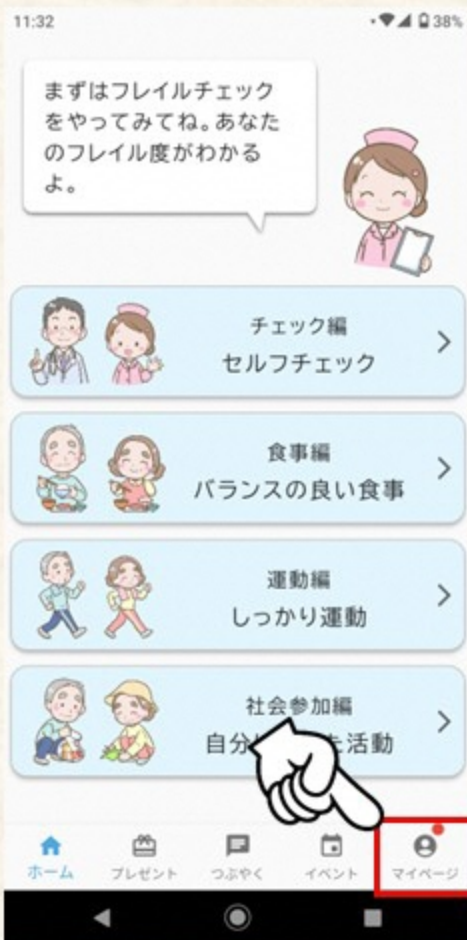 11:32
38%
まずはフレイルチェック
をやってみてね。あなた
のフレイル度がわかる
よ。
チェック編
セルフチェック
食事編
バランスの良い食事
運動編
しっかり運動
社会参加編
自分 た活動
ホーム
プレゼント
つぶやく
イベント
マイページ